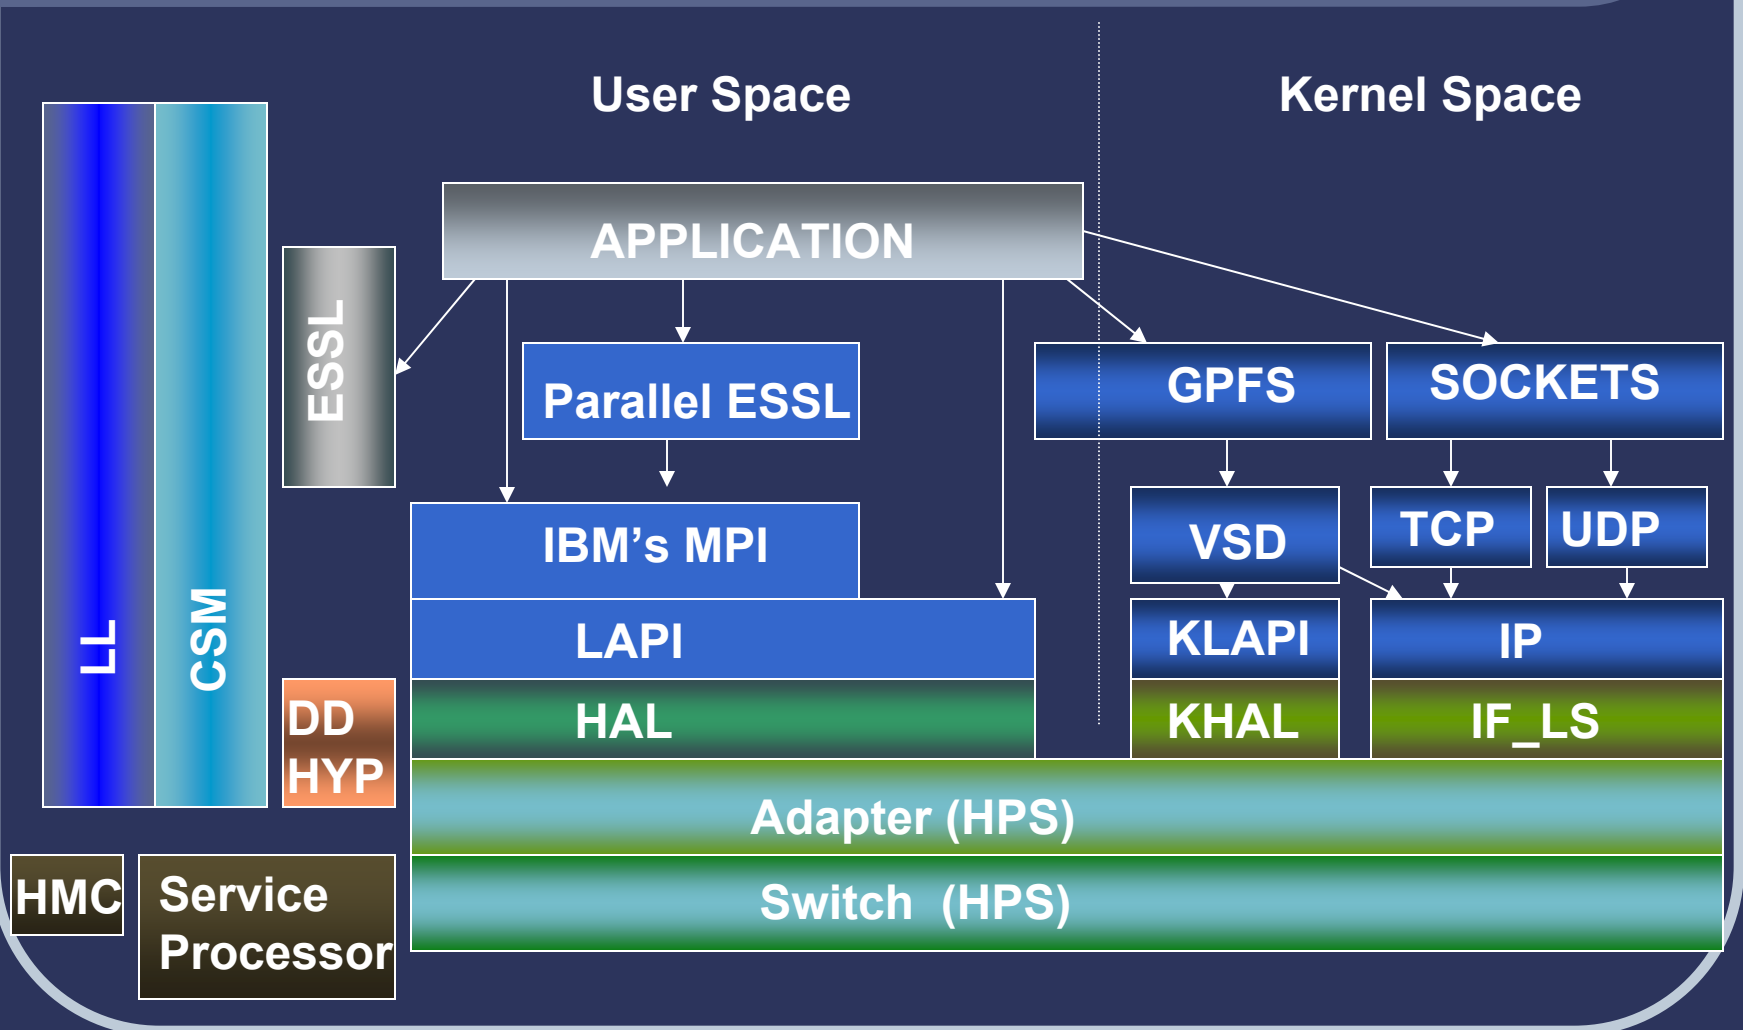 User Space
Kernel Space
APPLICATION
ESSL
Parallel ESSL
GPFS
SOCKETS
IBM's MPI
VSD
TCP
UDP
LL
CSM
LAPI
KLAPI
IP
DD
HYP
HAL
KHAL
IF_LS
Adapter (HPS)
HMC
Service
Processor
Switch (HPS)